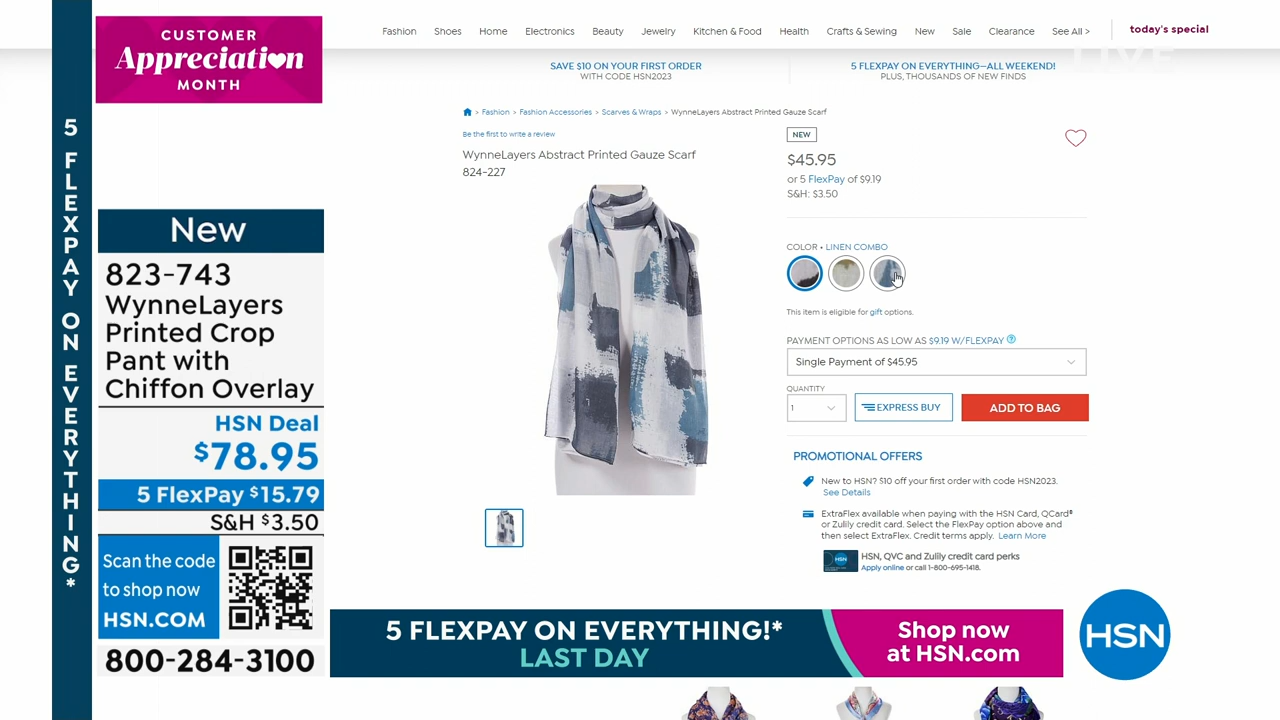 CUSTOMER
Appreciation
MONTH
5 FLEXPAY ON EVERYTHING*
New
823-743
WynneLayers
Printed Crop
Pant with
Chiffon Overlay
HSN Deal
$78.95
5 FlexPay $15.79
S&H $3.50
Scan the code
to shop now
HSN.COM
800-284-3100
Fashion Shoes Home Electronics Beauty Jewelry Kitchen & Food Health Crafts & Sewing New Sale Clearance See All > today's special
LIVE
SAVE $10 ON YOUR FIRST ORDER
WITH CODE HSN2023
5 FLEXPAY ON EVERYTHING—ALL WEEKEND!
PLUS, THOUSANDS OF NEW FINDS
> Fashion > Fashion Accessories > Scarves & Wraps > WynneLayers Abstract Printed Gauze Scarf
Be the first to write a review
WynneLayers Abstract Printed Gauze Scarf
824-227
NEW
$45.95
or 5 FlexPay of $9.19
S&H: $3.50
COLOR • LINEN COMBO
This item is eligible for gift options.
PAYMENT OPTIONS AS LOW AS $9.19 W/FLEXPAY ?
Single Payment of $45.95
QUANTITY
1
EXPRESS BUY
ADD TO BAG
PROMOTIONAL OFFERS
New to HSN? $10 off your first order with code HSN2023.
See Details
ExtraFlex available when paying with the HSN Card, QCard®
or Zulily credit card. Select the FlexPay option above and
then select ExtraFlex. Credit terms apply. Learn More
HSN, QVC and Zulily credit card perks
Apply online or call 1-800-695-1418.
5 FLEXPAY ON EVERYTHING!*
LAST DAY
Shop now
at HSN.com
HSN